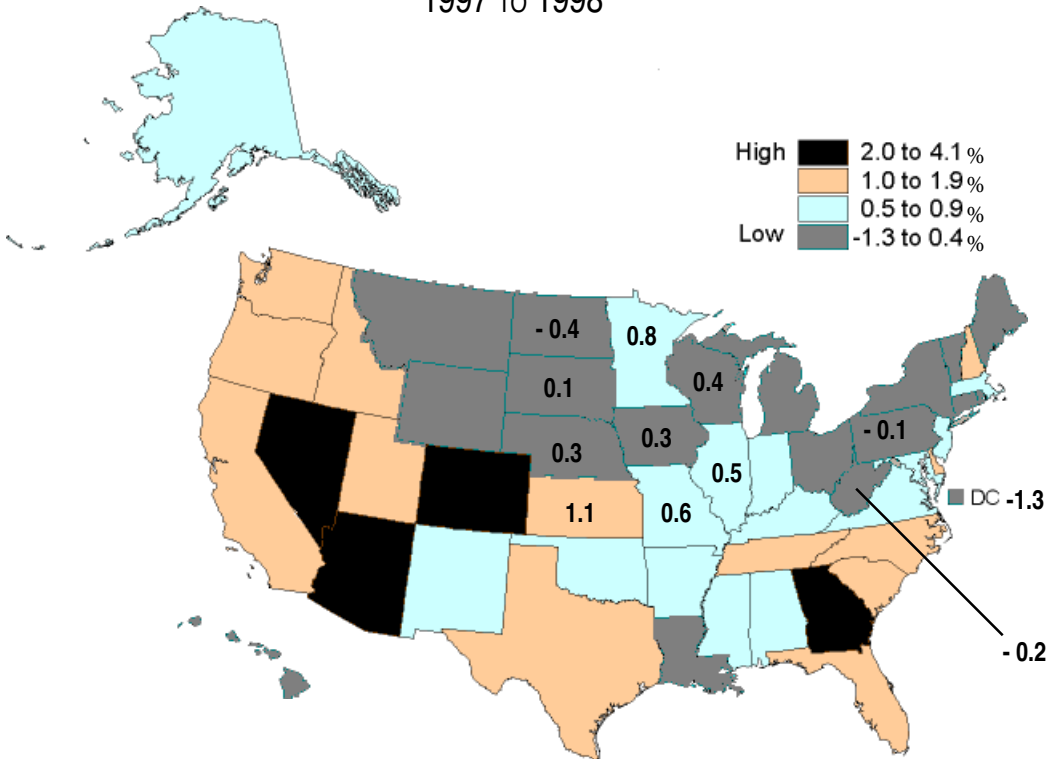 1997 to 1998
High 2.0 to 4.1 %
1.0 to 1.9 %
0.5 to 0.9 %
Low -1.3 to 0.4 %
- 0.4
0.8
0.1
0.4
0.3
0.3
- 0.1
0.5
1.1
0.6
DC -1.3
- 0.2